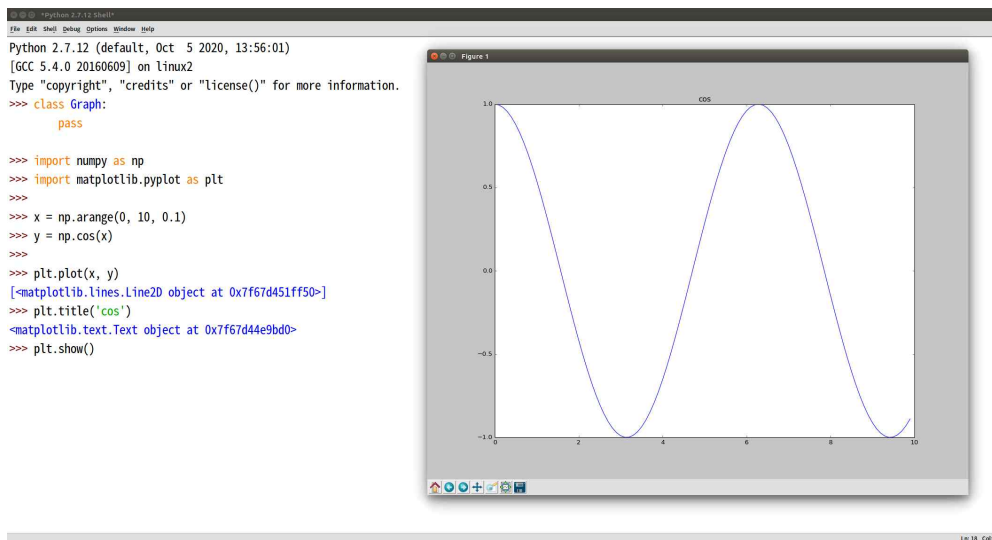 *Python 2.7.12 Shell*
File Edit Shell Debug Options Window Help
Python 2.7.12 (default, Oct  5 2020, 13:56:01)
[GCC 5.4.0 20160609] on linux2
Type "copyright", "credits" or "license()" for more information.
>>> class Graph:
        pass
>>> import numpy as np
>>> import matplotlib.pyplot as plt
>>>
>>> x = np.arange(0, 10, 0.1)
>>> y = np.cos(x)
>>>
>>> plt.plot(x, y)
[<matplotlib.lines.Line2D object at 0x7f67d451ff50>]
>>> plt.title('cos')
<matplotlib.text.Text object at 0x7f67d44e9bd0>
>>> plt.show()
Figure 1
cos
1.0
0.5
0.0
−0.5
−1.0
0 2 4 6 8 10
Ln: 18 Col